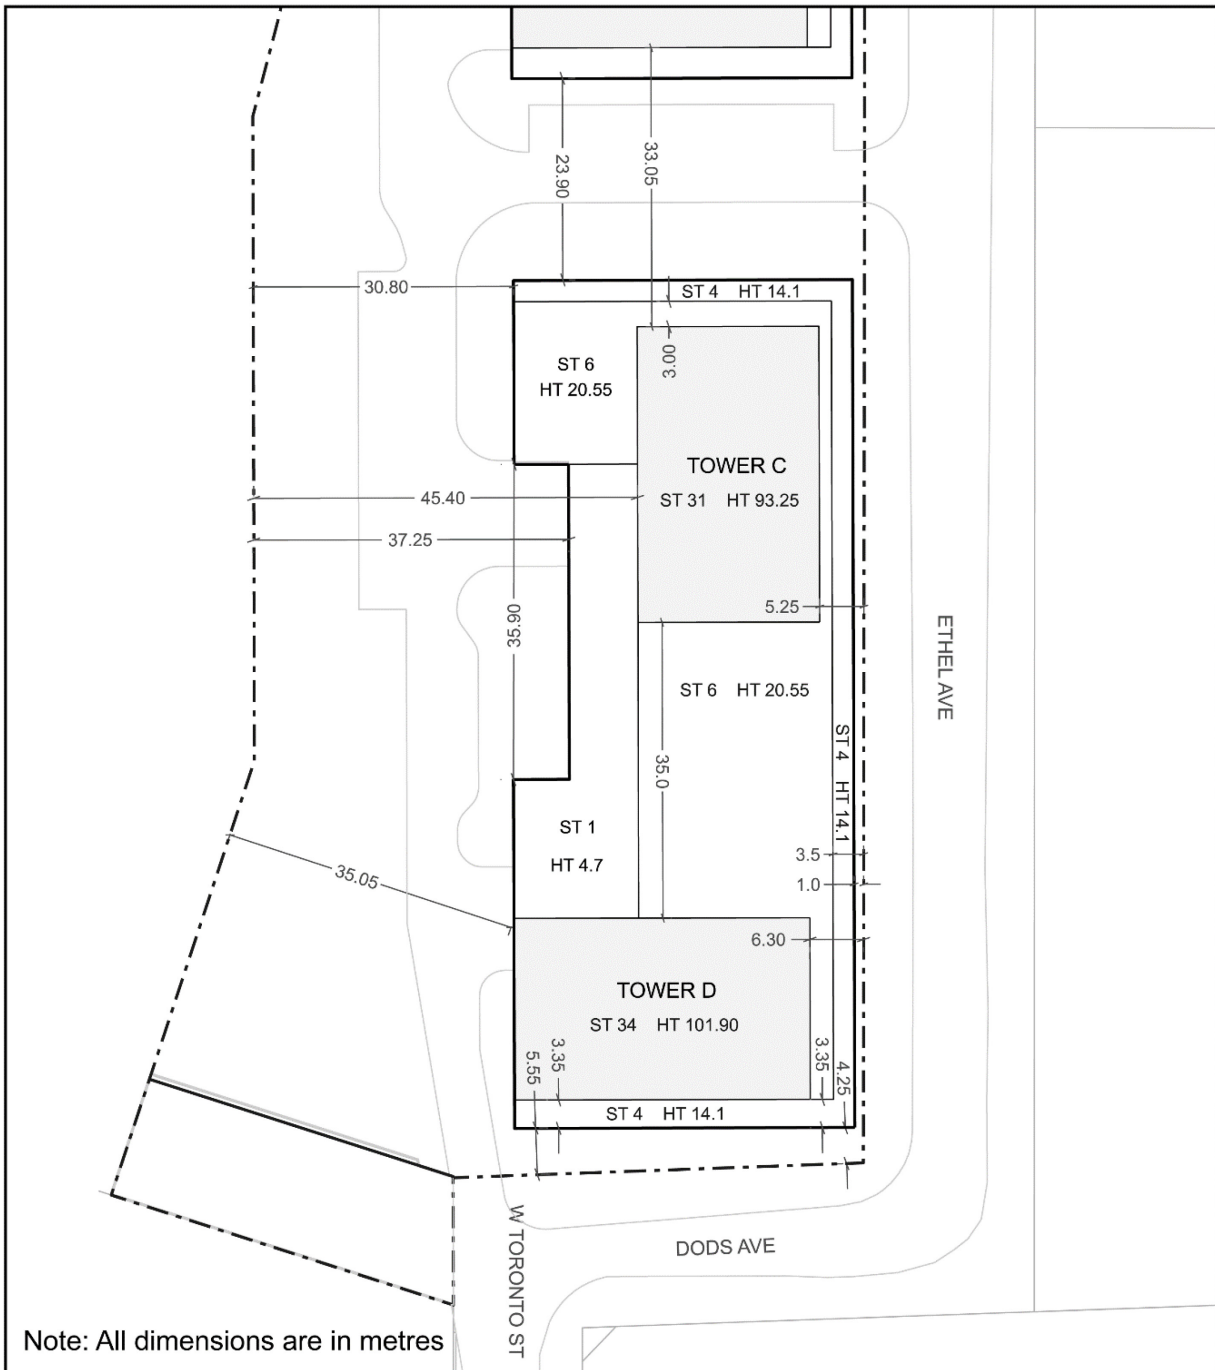 33.05
23.90
30.80
ST 4 HT 14.1
3.00
ST 6
HT 20.55
TOWER C
ST 31 HT 93.25
45.40
37.25
35.90
5.25
ETHEL AVE
ST 6 HT 20.55
35.0
ST 4 HT 14.1
ST 1
HT 4.7
3.5
1.0
35.05
6.30
TOWER D
ST 34 HT 101.90
5.55
3.35
3.35
4.25
ST 4 HT 14.1
W TORONTO ST
DODS AVE
Note: All dimensions are in metres